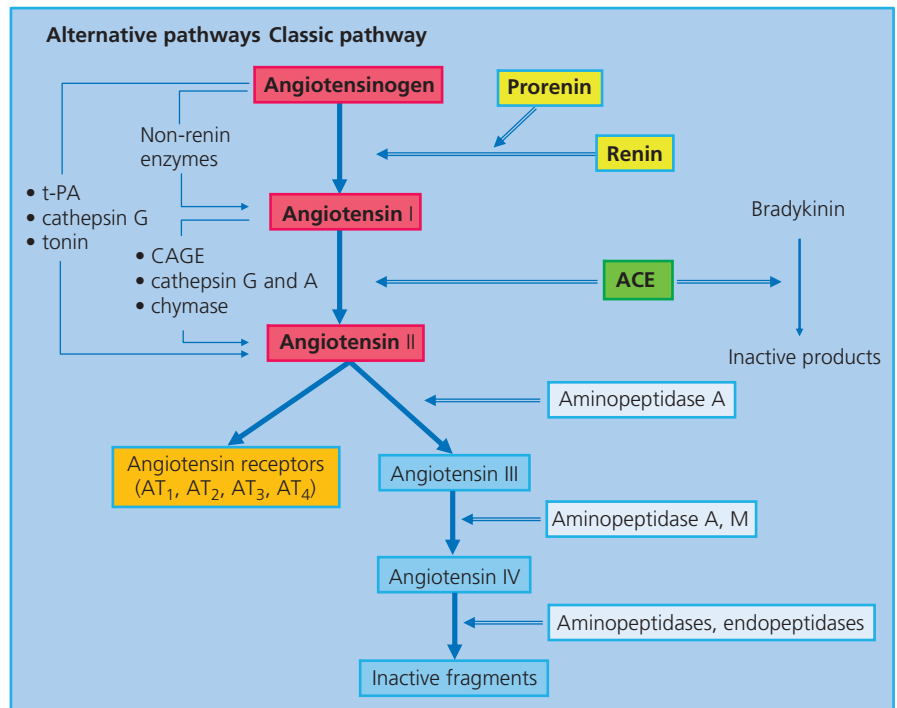 Alternative pathways Classic pathway
Angiotensinogen
Prorenin
Non-renin
enzymes
Renin
• t-PA
• cathepsin G
• tonin
Angiotensin I
Bradykinin
• CAGE
• cathepsin G and A
• chymase
ACE
Angiotensin II
Inactive products
Aminopeptidase A
Angiotensin receptors
(AT₁, AT₂, AT₃, AT₄)
Angiotensin III
Aminopeptidase A, M
Angiotensin IV
Aminopeptidases, endopeptidases
Inactive fragments